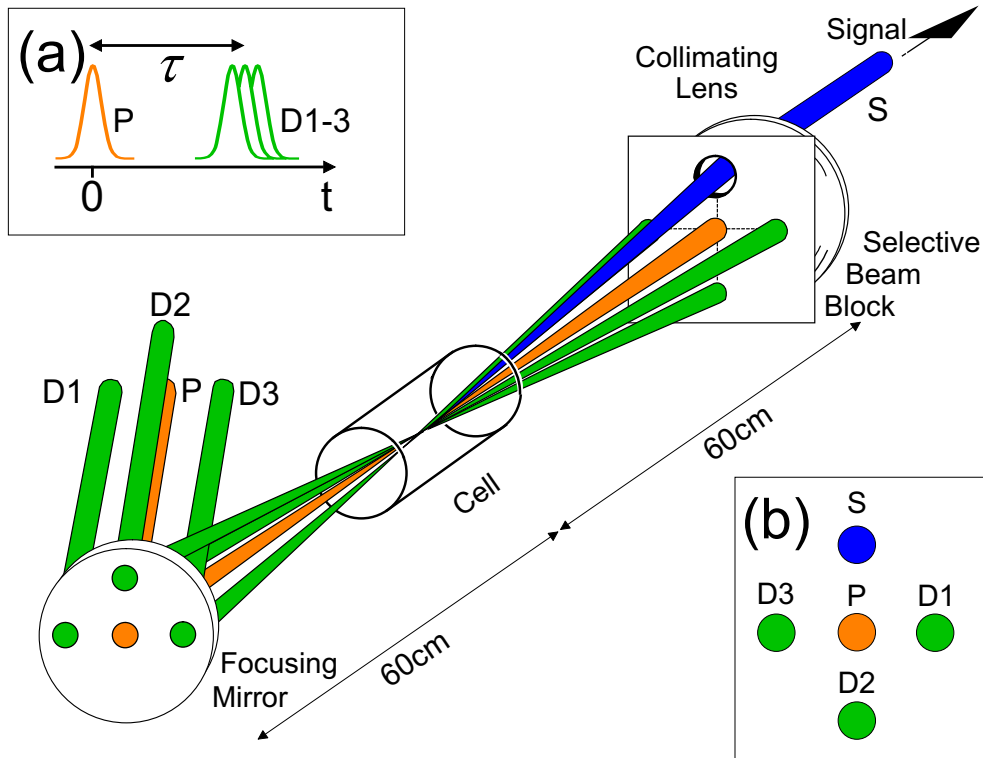 (a)
τ
P
D1-3
0
t
Signal
Collimating
Lens
S
Selective
Beam
Block
D2
D1
P
D3
60cm
Cell
60cm
Focusing
Mirror
(b)
S
D3
P
D1
D2